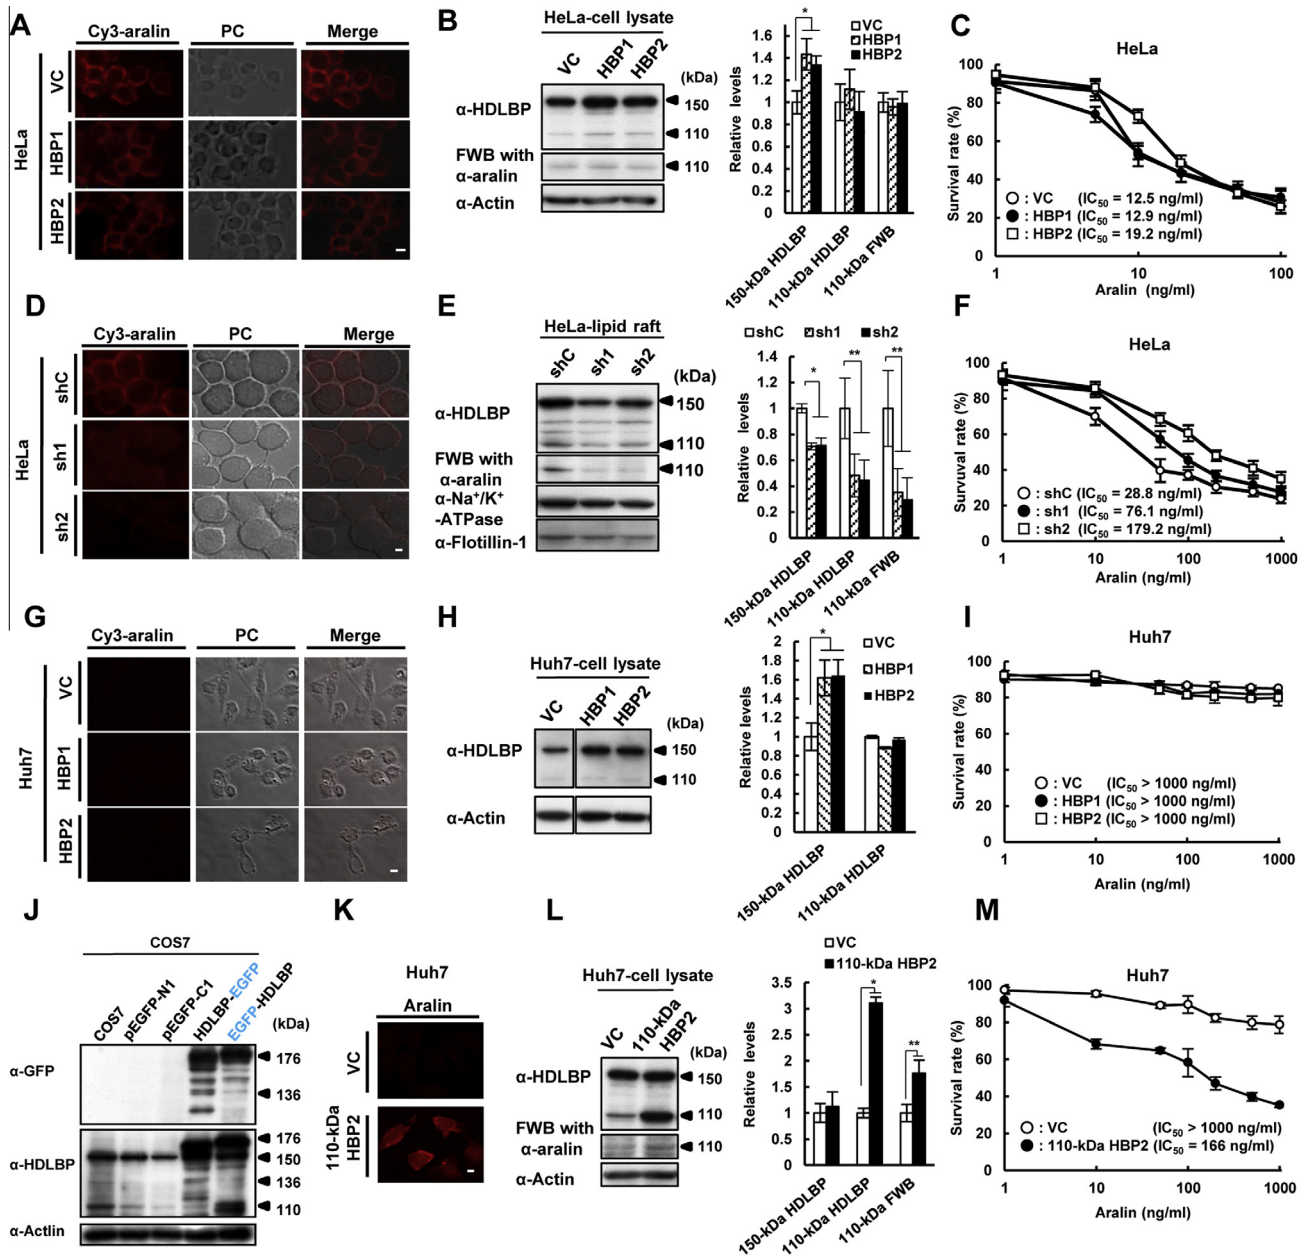 A
Cy3-aralin PC Merge
HeLa
VC
HBP1
HBP2
B
HeLa-cell lysate
VC HBP1 HBP2
(kDa)
α-HDLBP
150
110
FWB with
α-aralin
110
α-Actin
VC
HBP1
HBP2
*
Relative levels
1.6
1.4
1.2
1
0.8
0.6
0.4
0.2
0
150-kDa HDLBP
110-kDa HDLBP
110-kDa FWB
C
HeLa
Survival rate (%)
100
80
60
40
20
0
: VC (IC50 = 12.5 ng/ml)
: HBP1 (IC50 = 12.9 ng/ml)
: HBP2 (IC50 = 19.2 ng/ml)
1 10 100
Aralin (ng/ml)
D
Cy3-aralin PC Merge
HeLa
shC
sh1
sh2
E
HeLa-lipid raft
shC sh1 sh2
(kDa)
α-HDLBP
150
110
FWB with
α-aralin
110
α-Na⁺/K⁺
-ATPase
α-Flotillin-1
shC sh1 sh2
* ** **
Relative levels
1.4
1.2
1
0.8
0.6
0.4
0.2
0
150-kDa HDLBP
110-kDa HDLBP
110-kDa FWB
F
HeLa
Survival rate (%)
100
80
60
40
20
0
: shC (IC50 = 28.8 ng/ml)
: sh1 (IC50 = 76.1 ng/ml)
: sh2 (IC50 = 179.2 ng/ml)
1 10 100 1000
Aralin (ng/ml)
G
Cy3-aralin PC Merge
Huh7
VC
HBP1
HBP2
H
Huh7-cell lysate
VC HBP1 HBP2
(kDa)
α-HDLBP
150
110
α-Actin
VC
HBP1
HBP2
*
Relative levels
2
1.8
1.6
1.4
1.2
1
0.8
0.6
0.4
0.2
0
150-kDa HDLBP
110-kDa HDLBP
I
Huh7
Survival rate (%)
100
80
60
40
20
0
: VC (IC50 > 1000 ng/ml)
: HBP1 (IC50 > 1000 ng/ml)
: HBP2 (IC50 > 1000 ng/ml)
1 10 100 1000
Aralin (ng/ml)
J
COS7
COS7 pEGFP-N1 pEGFP-C1 HDLBP-EGFP EGFP-HDLBP
(kDa)
α-GFP
176
136
α-HDLBP
176
150
136
110
α-Actlin
K
Huh7
Aralin
VC
110-kDa
HBP2
L
Huh7-cell lysate
VC 110-kDa HBP2
(kDa)
α-HDLBP
150
110
FWB with
α-aralin
110
α-Actin
VC
110-kDa HBP2
* **
Relative levels
3.5
3
2.5
2
1.5
1
0.5
0
150-kDa HDLBP
110-kDa HDLBP
110-kDa FWB
M
Huh7
Survival rate (%)
100
80
60
40
20
0
: VC (IC50 > 1000 ng/ml)
: 110-kDa HBP2 (IC50 = 166 ng/ml)
1 10 100 1000
Aralin (ng/ml)